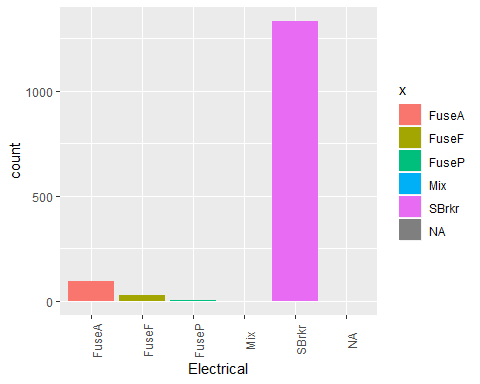 count
1000
500
0
FuseA
FuseF
FuseP
Mix
SBrkr
NA
Electrical
x
FuseA
FuseF
FuseP
Mix
SBrkr
NA